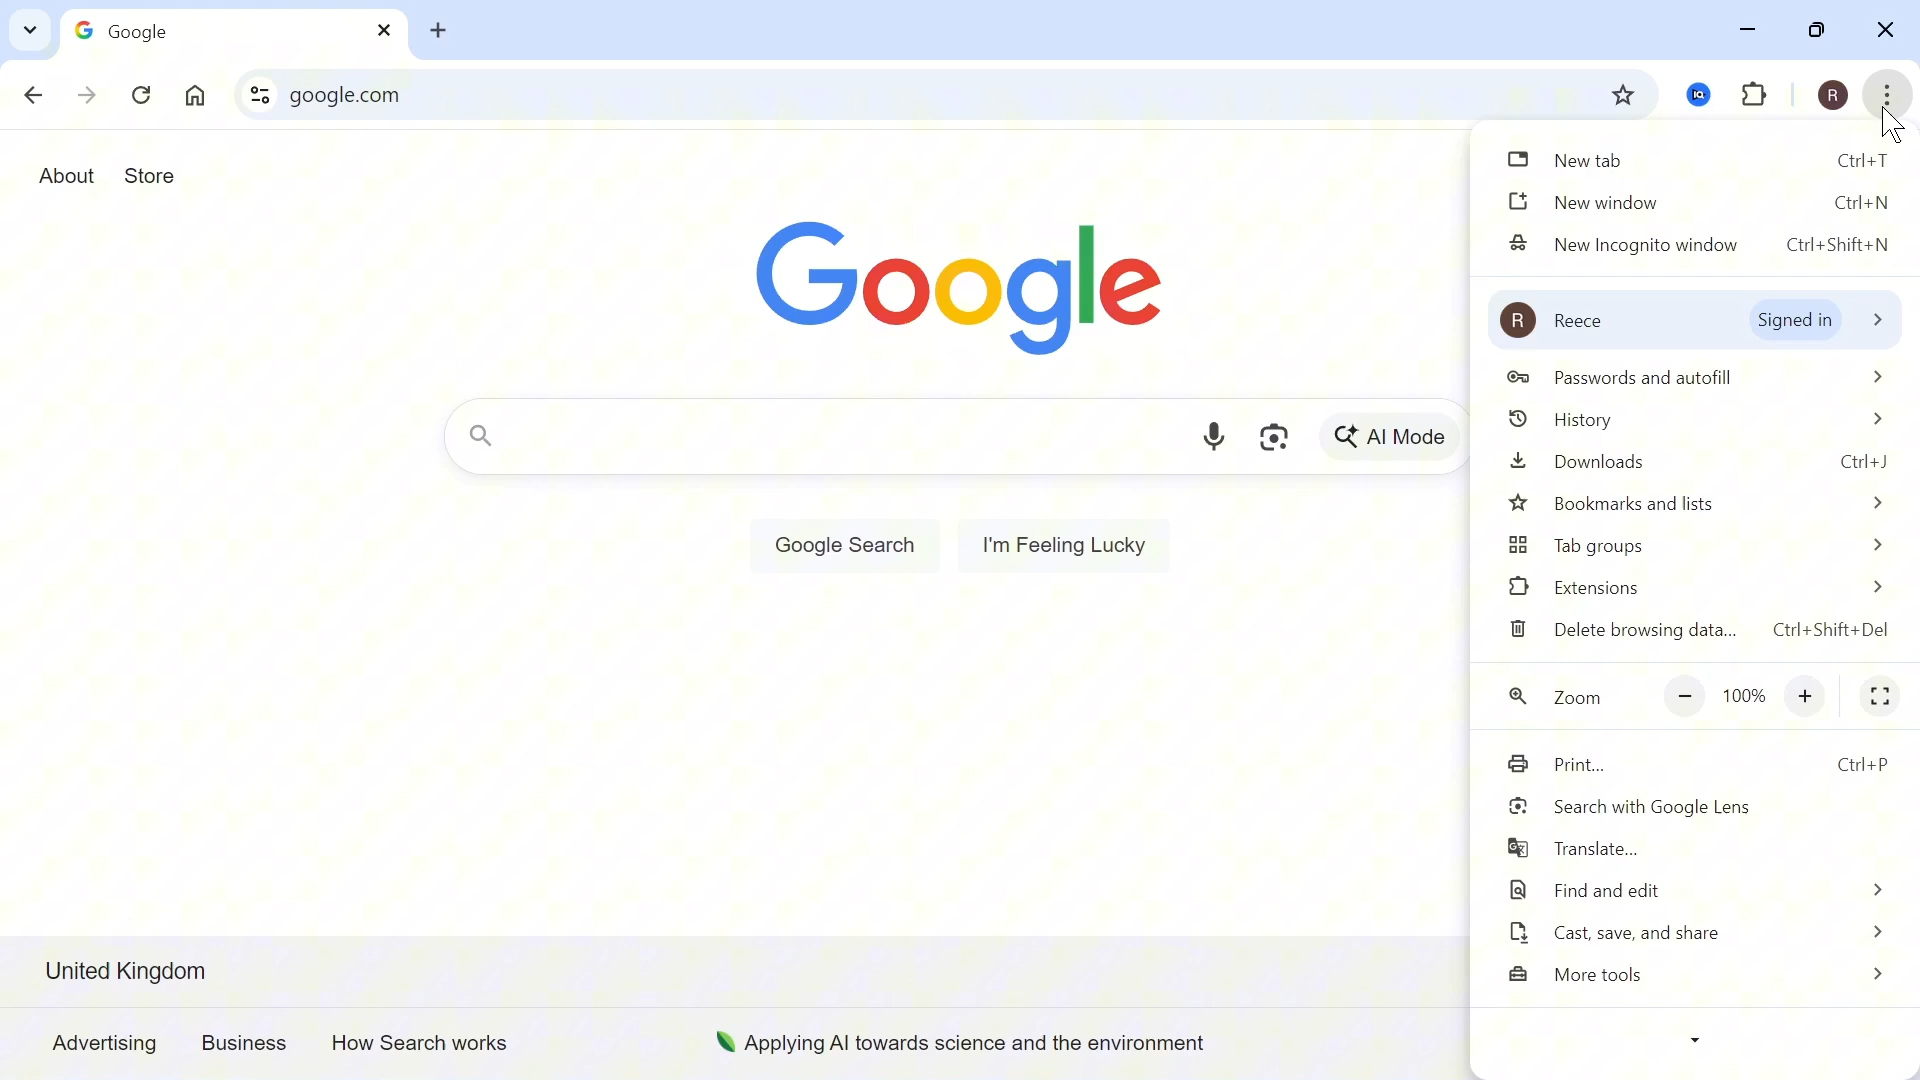 Google
google.com
R
About Store
Google
AI Mode
Google Search I'm Feeling Lucky
New tab Ctrl+T
New window Ctrl+N
New Incognito window Ctrl+Shift+N
R Reece Signed in
Passwords and autofill
History
Downloads Ctrl+J
Bookmarks and lists
Tab groups
Extensions
Delete browsing data... Ctrl+Shift+Del
Zoom − 100% +
Print... Ctrl+P
Search with Google Lens
Translate...
Find and edit
Cast, save, and share
More tools
United Kingdom
Advertising Business How Search works Applying AI towards science and the environment